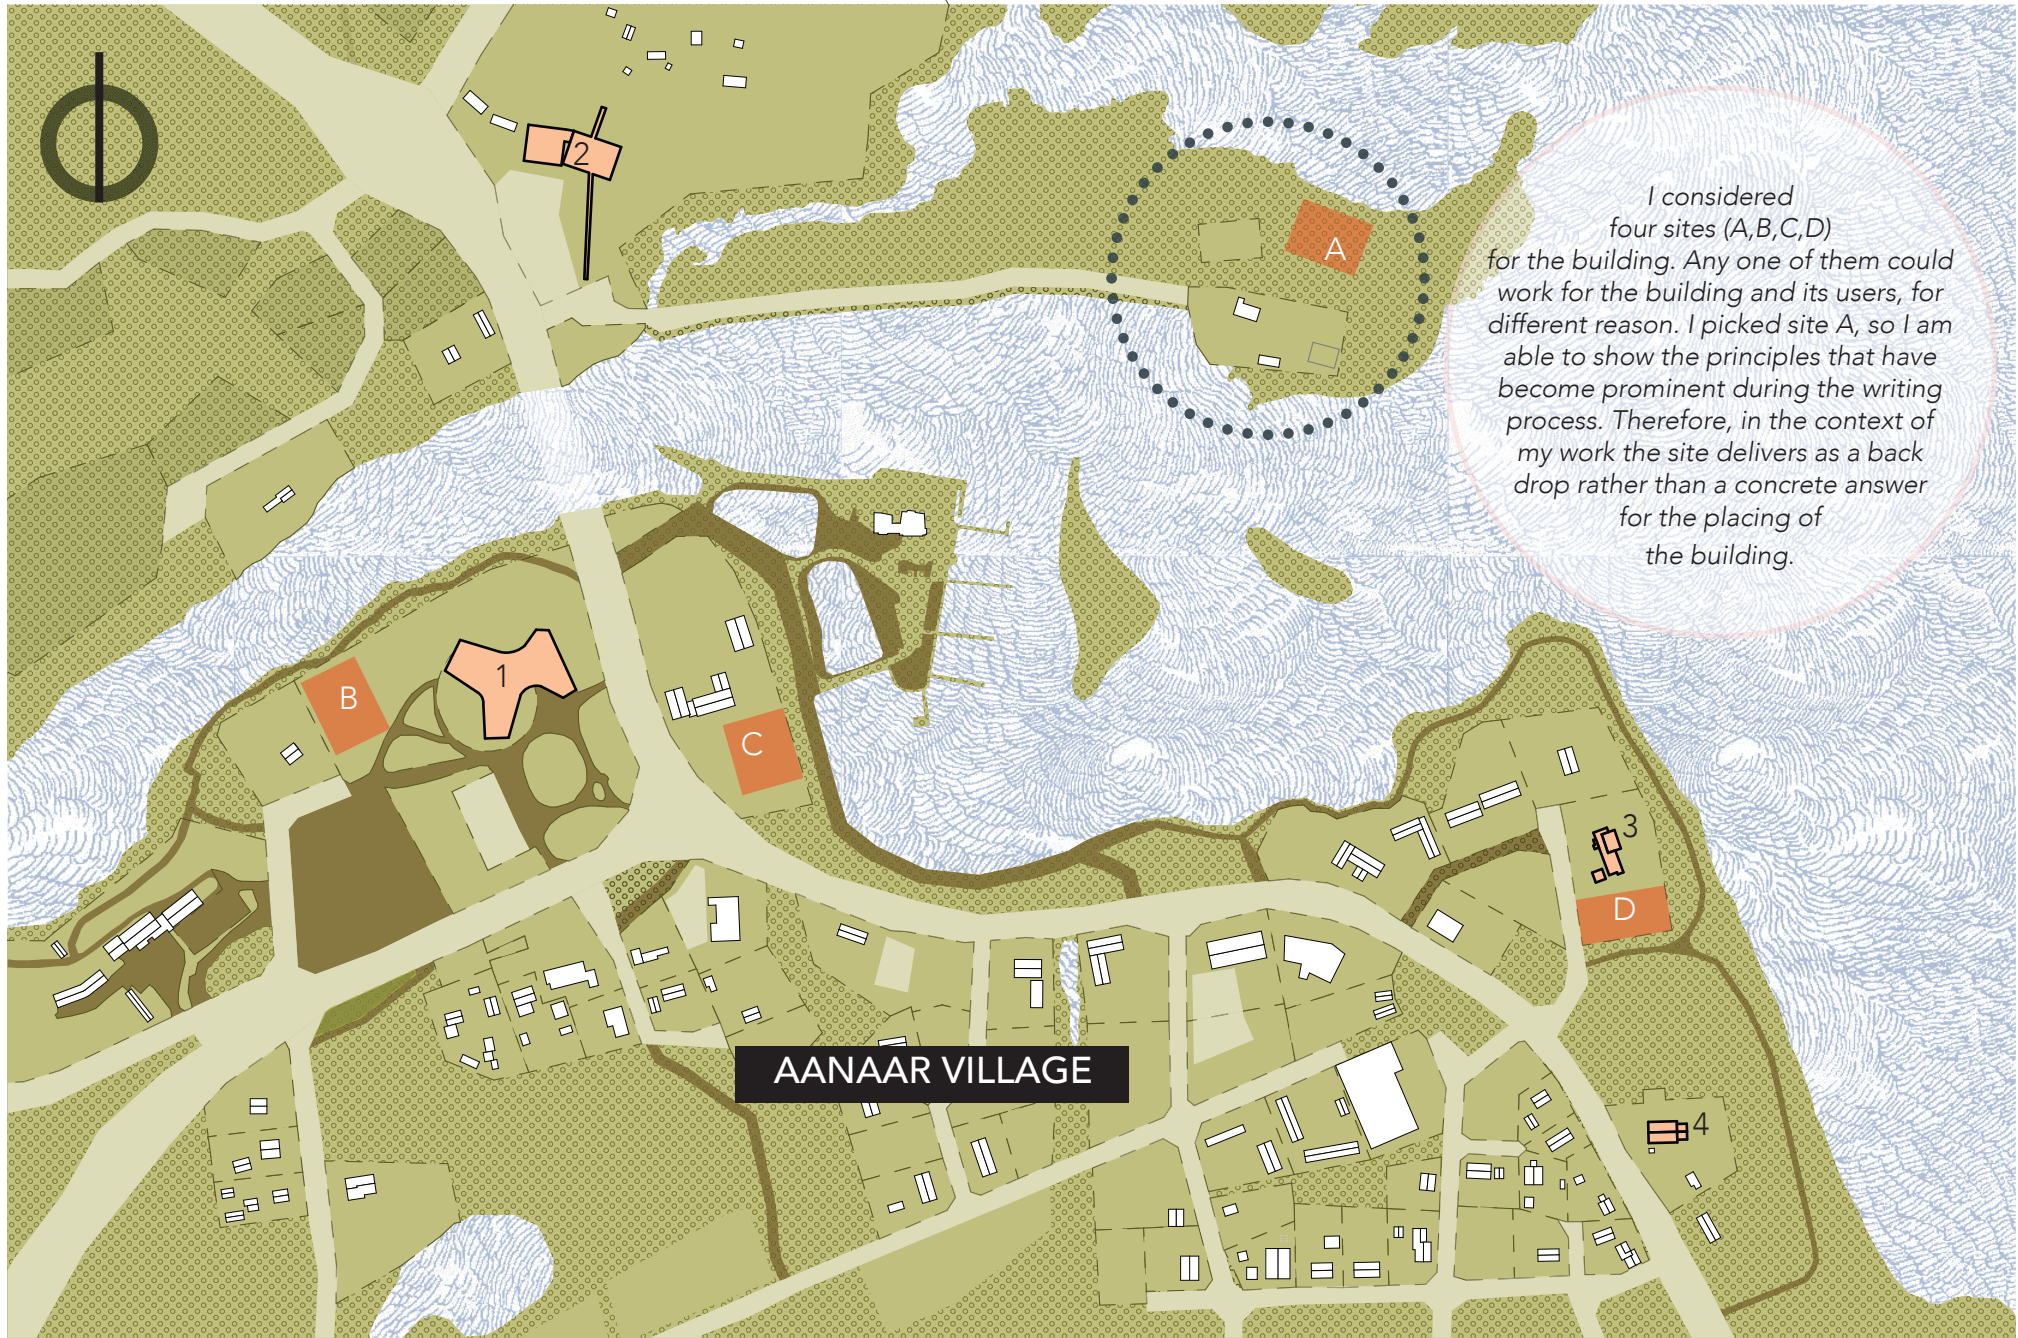 2
A
I considered
four sites (A,B,C,D)
for the building. Any one of them could
work for the building and its users, for
different reason. I picked site A, so I am
able to show the principles that have
become prominent during the writing
process. Therefore, in the context of
my work the site delivers as a back
drop rather than a concrete answer
for the placing of
the building.
1
B
C
3
D
AANAAR VILLAGE
4